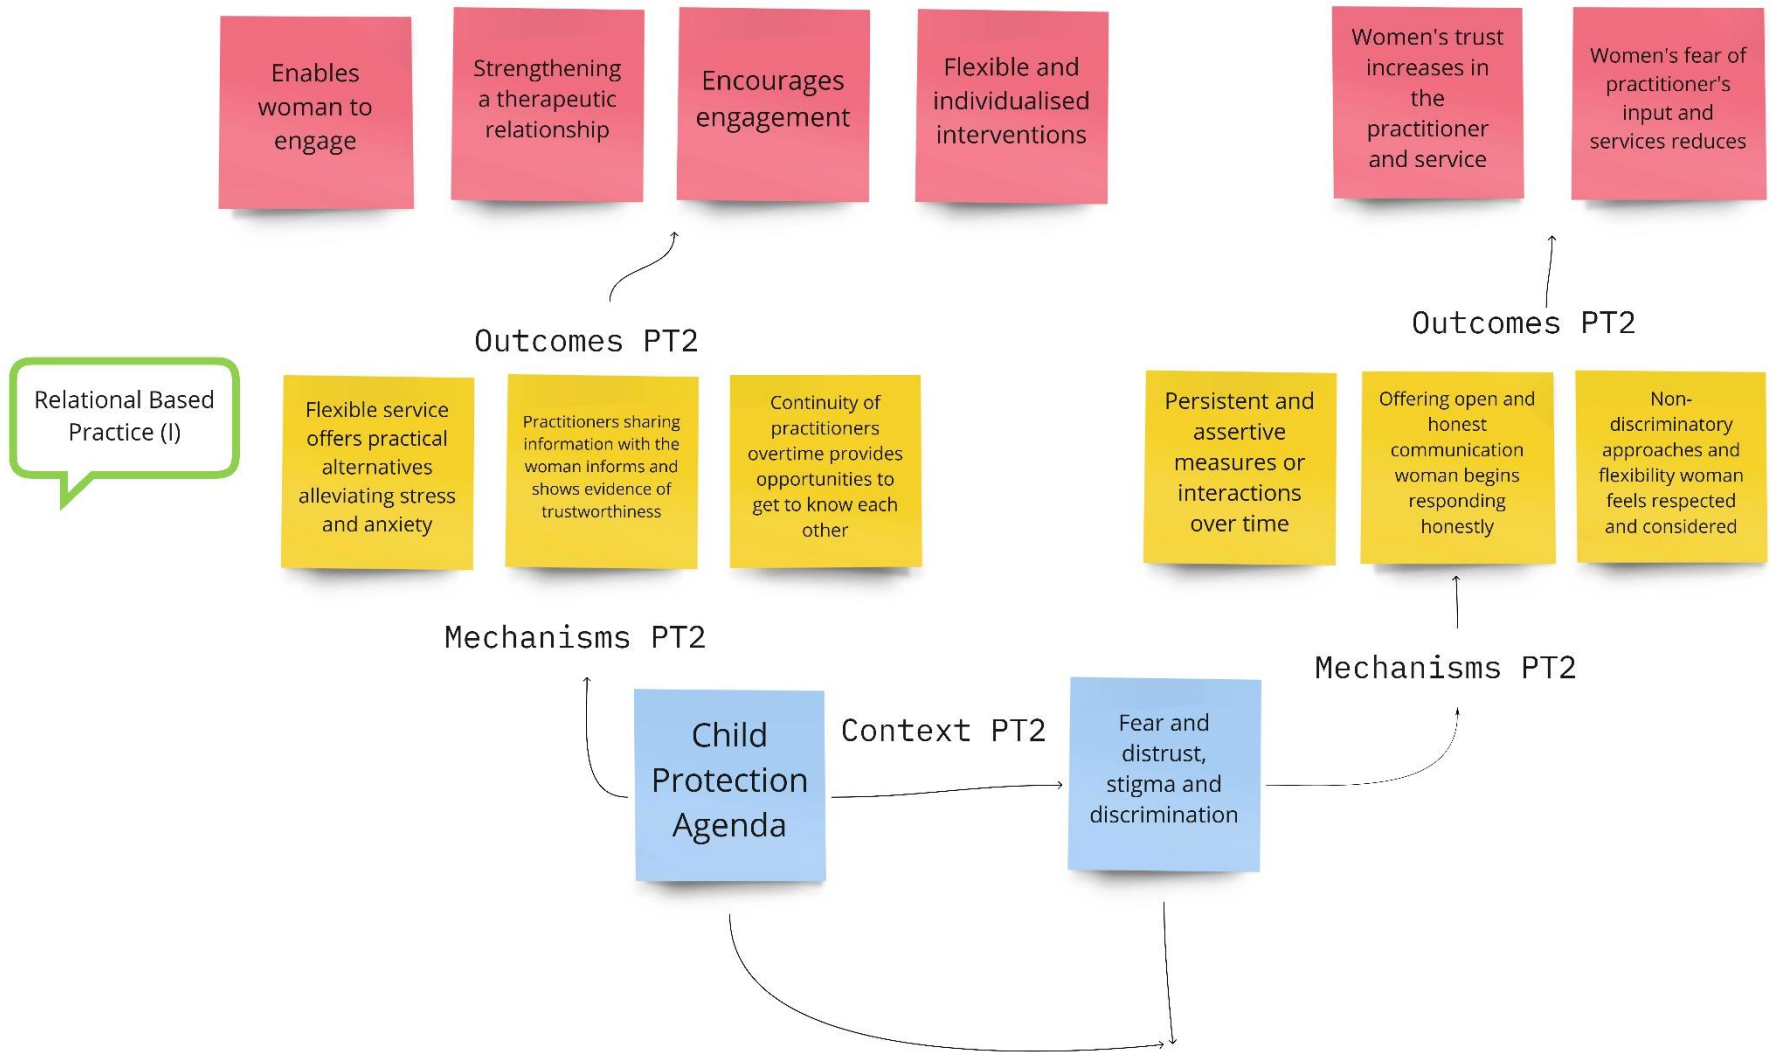 Enables
woman to
engage
Strengthening
a therapeutic
relationship
Encourages
engagement
Flexible and
individualised
interventions
Women's trust
increases in
the
practitioner
and service
Women's fear of
practitioner's
input and
services reduces
Outcomes PT2
Outcomes PT2
Relational Based
Practice (I)
Flexible service
offers practical
alternatives
alleviating stress
and anxiety
Practitioners sharing
information with the
woman informs and
shows evidence of
trustworthiness
Continuity of
practitioners
overtime provides
opportunities to
get to know each
other
Persistent and
assertive
measures or
interactions
over time
Offering open and
honest
communication
woman begins
responding
honestly
Non-
discriminatory
approaches and
flexibility woman
feels respected
and considered
Mechanisms PT2
Mechanisms PT2
Child
Protection
Agenda
Context PT2
Fear and
distrust,
stigma and
discrimination